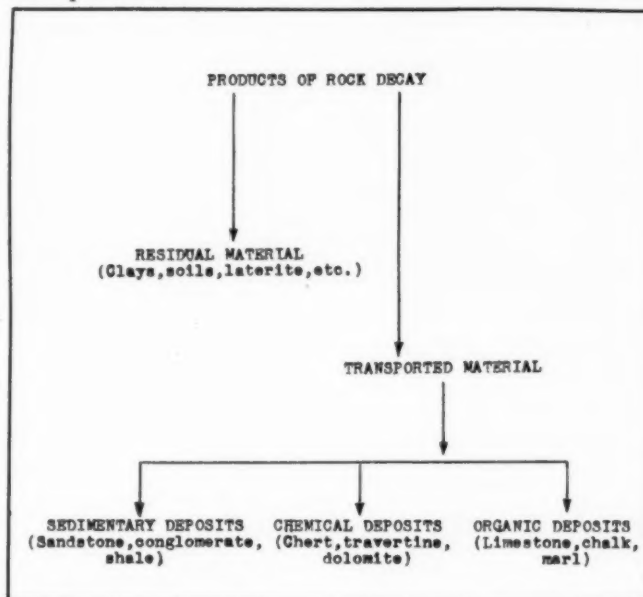 PRODUCTS OF ROCK DECAY
RESIDUAL MATERIAL
(Clays,soils,laterite,etc.)
TRANSPORTED MATERIAL
SEDIMENTARY DEPOSITS
(Sandstone,conglomerate,
shale)
CHEMICAL DEPOSITS
(Chert,travertine,
dolomite)
ORGANIC DEPOSITS
(Limestone,chalk,
marl)